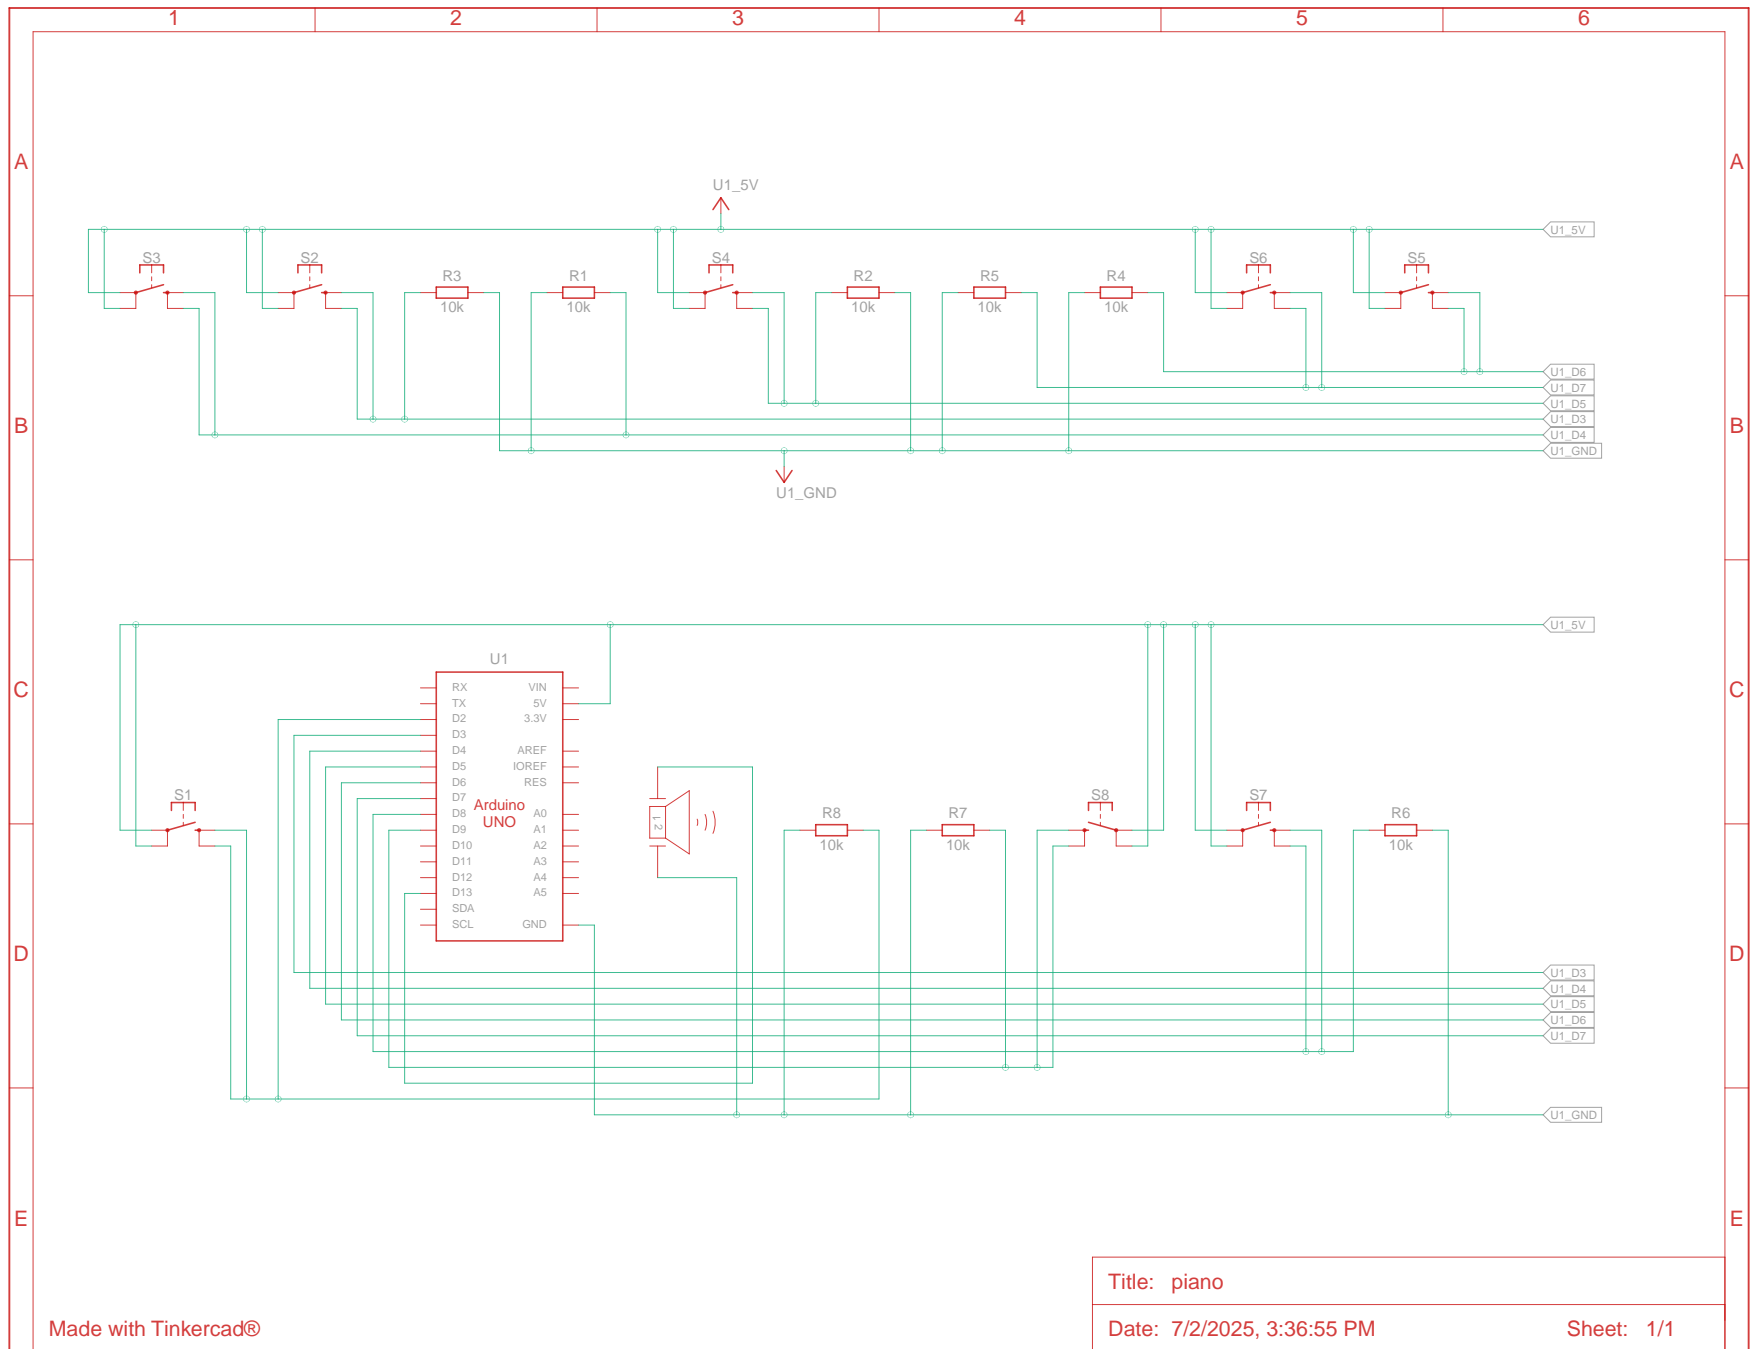 1 2 3 4 5 6
A A
U1_5V
U1_5V
S3 S2 S4 S6 S5
R3 R1 R2 R5 R4
10k 10k 10k 10k 10k
U1_D6
U1_D7
U1_D5
U1_D3
B B
U1_D4
U1_GND
U1_GND
U1_5V
U1
C C
RX VIN
TX 5V
D2 3.3V
D3
D4 AREF
D5 IOREF
D6 RES
D7
Arduino
UNO
D8 A0
D9 A1
D10 A2
D11 A3
D12 A4
D13 A5
SDA
SCL GND
S1 S8 S7
1 2
R8 R7 R6
10k 10k 10k
D D
U1_D3
U1_D4
U1_D5
U1_D6
U1_D7
U1_GND
E E
Title: piano
Made with Tinkercad®
Date: 7/2/2025, 3:36:55 PM Sheet: 1/1